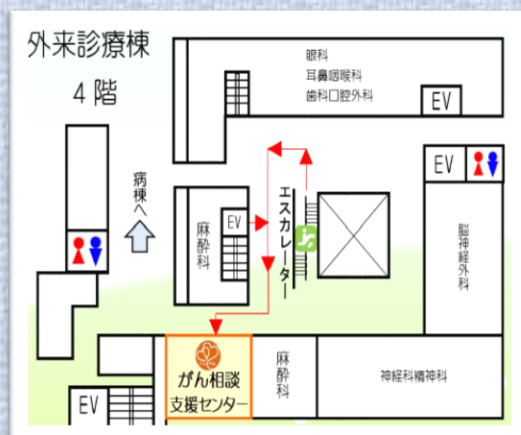 外来診療棟
4階
眼科
耳鼻咽喉科
歯科口腔外科
EV
EV
病棟へ
麻酔科
EV
エスカレーター
脳神経外科
がん相談
支援センター
麻酔科
神経科精神科
EV